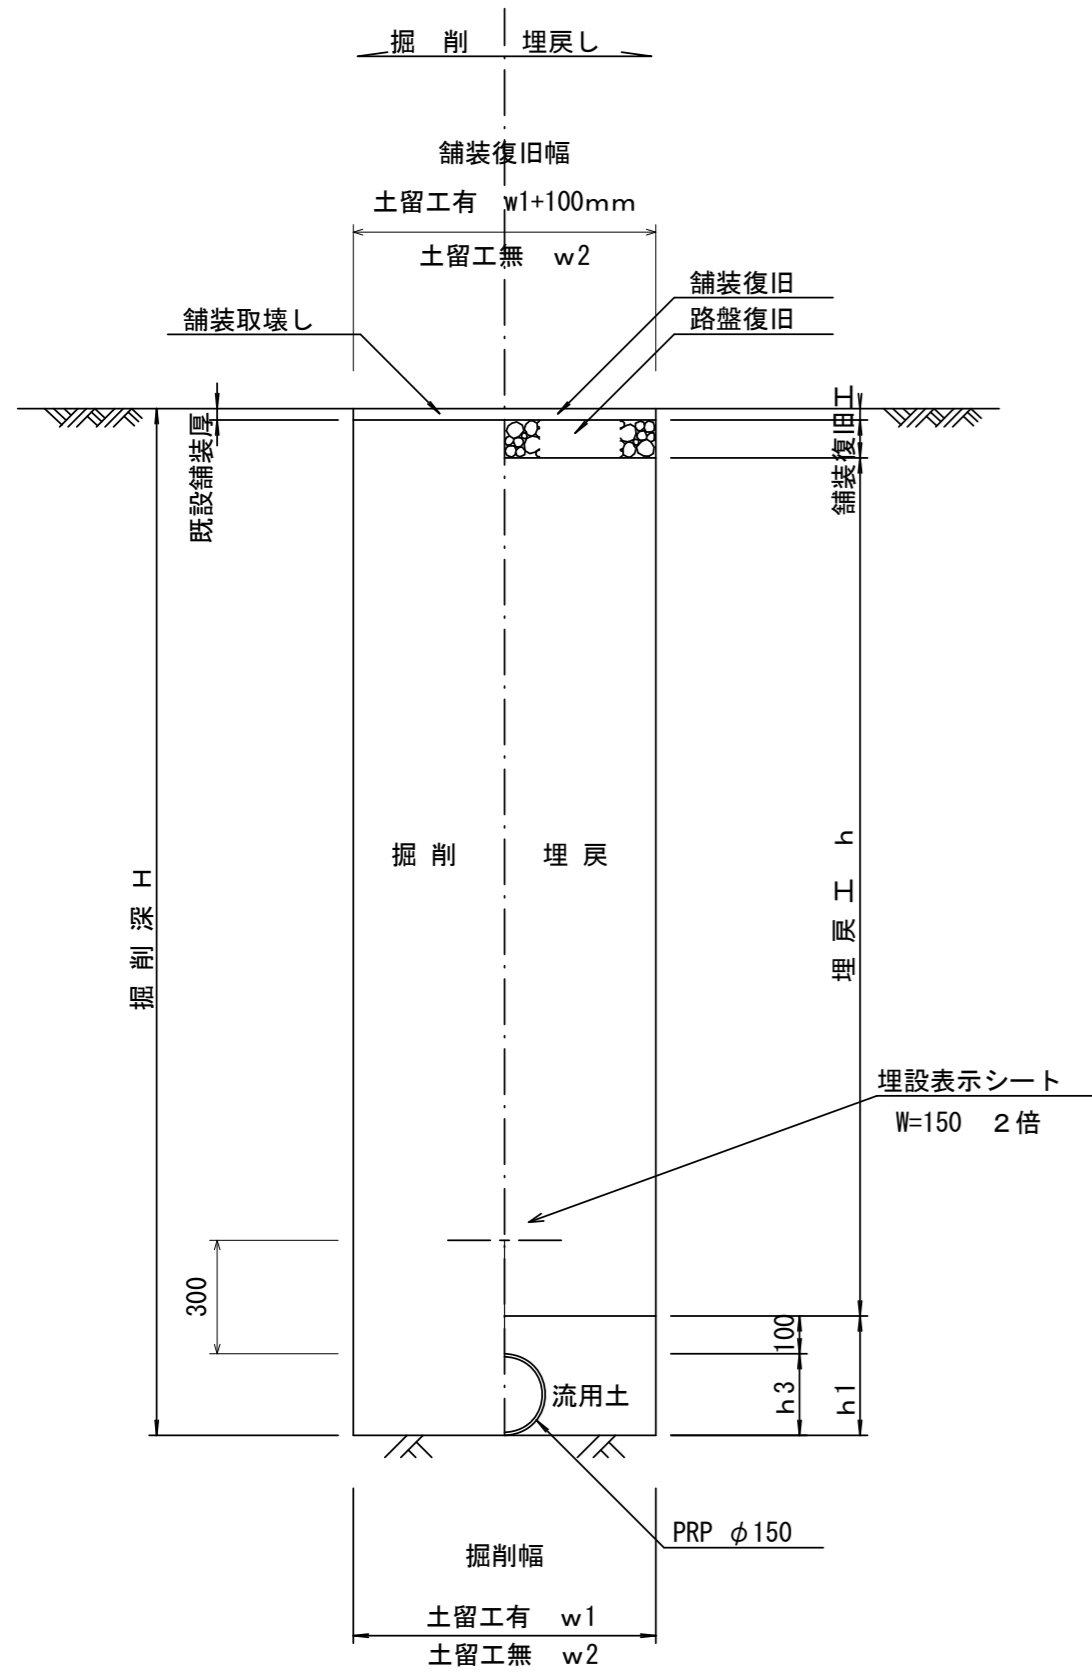 掘　削　埋戻し
舗装復旧幅
土留工有　w1+100mm
土留工無　w2
舗装復旧
舗装取壊し
路盤復旧
既設舗装厚
舗装復旧工
掘 削
埋 戻
掘 削 深 H
埋 戻 工 h
埋設表示シート
W=150　２倍
300
100
流用土
h3
h1
PRP φ150
掘削幅
土留工有　w1
土留工無　w2